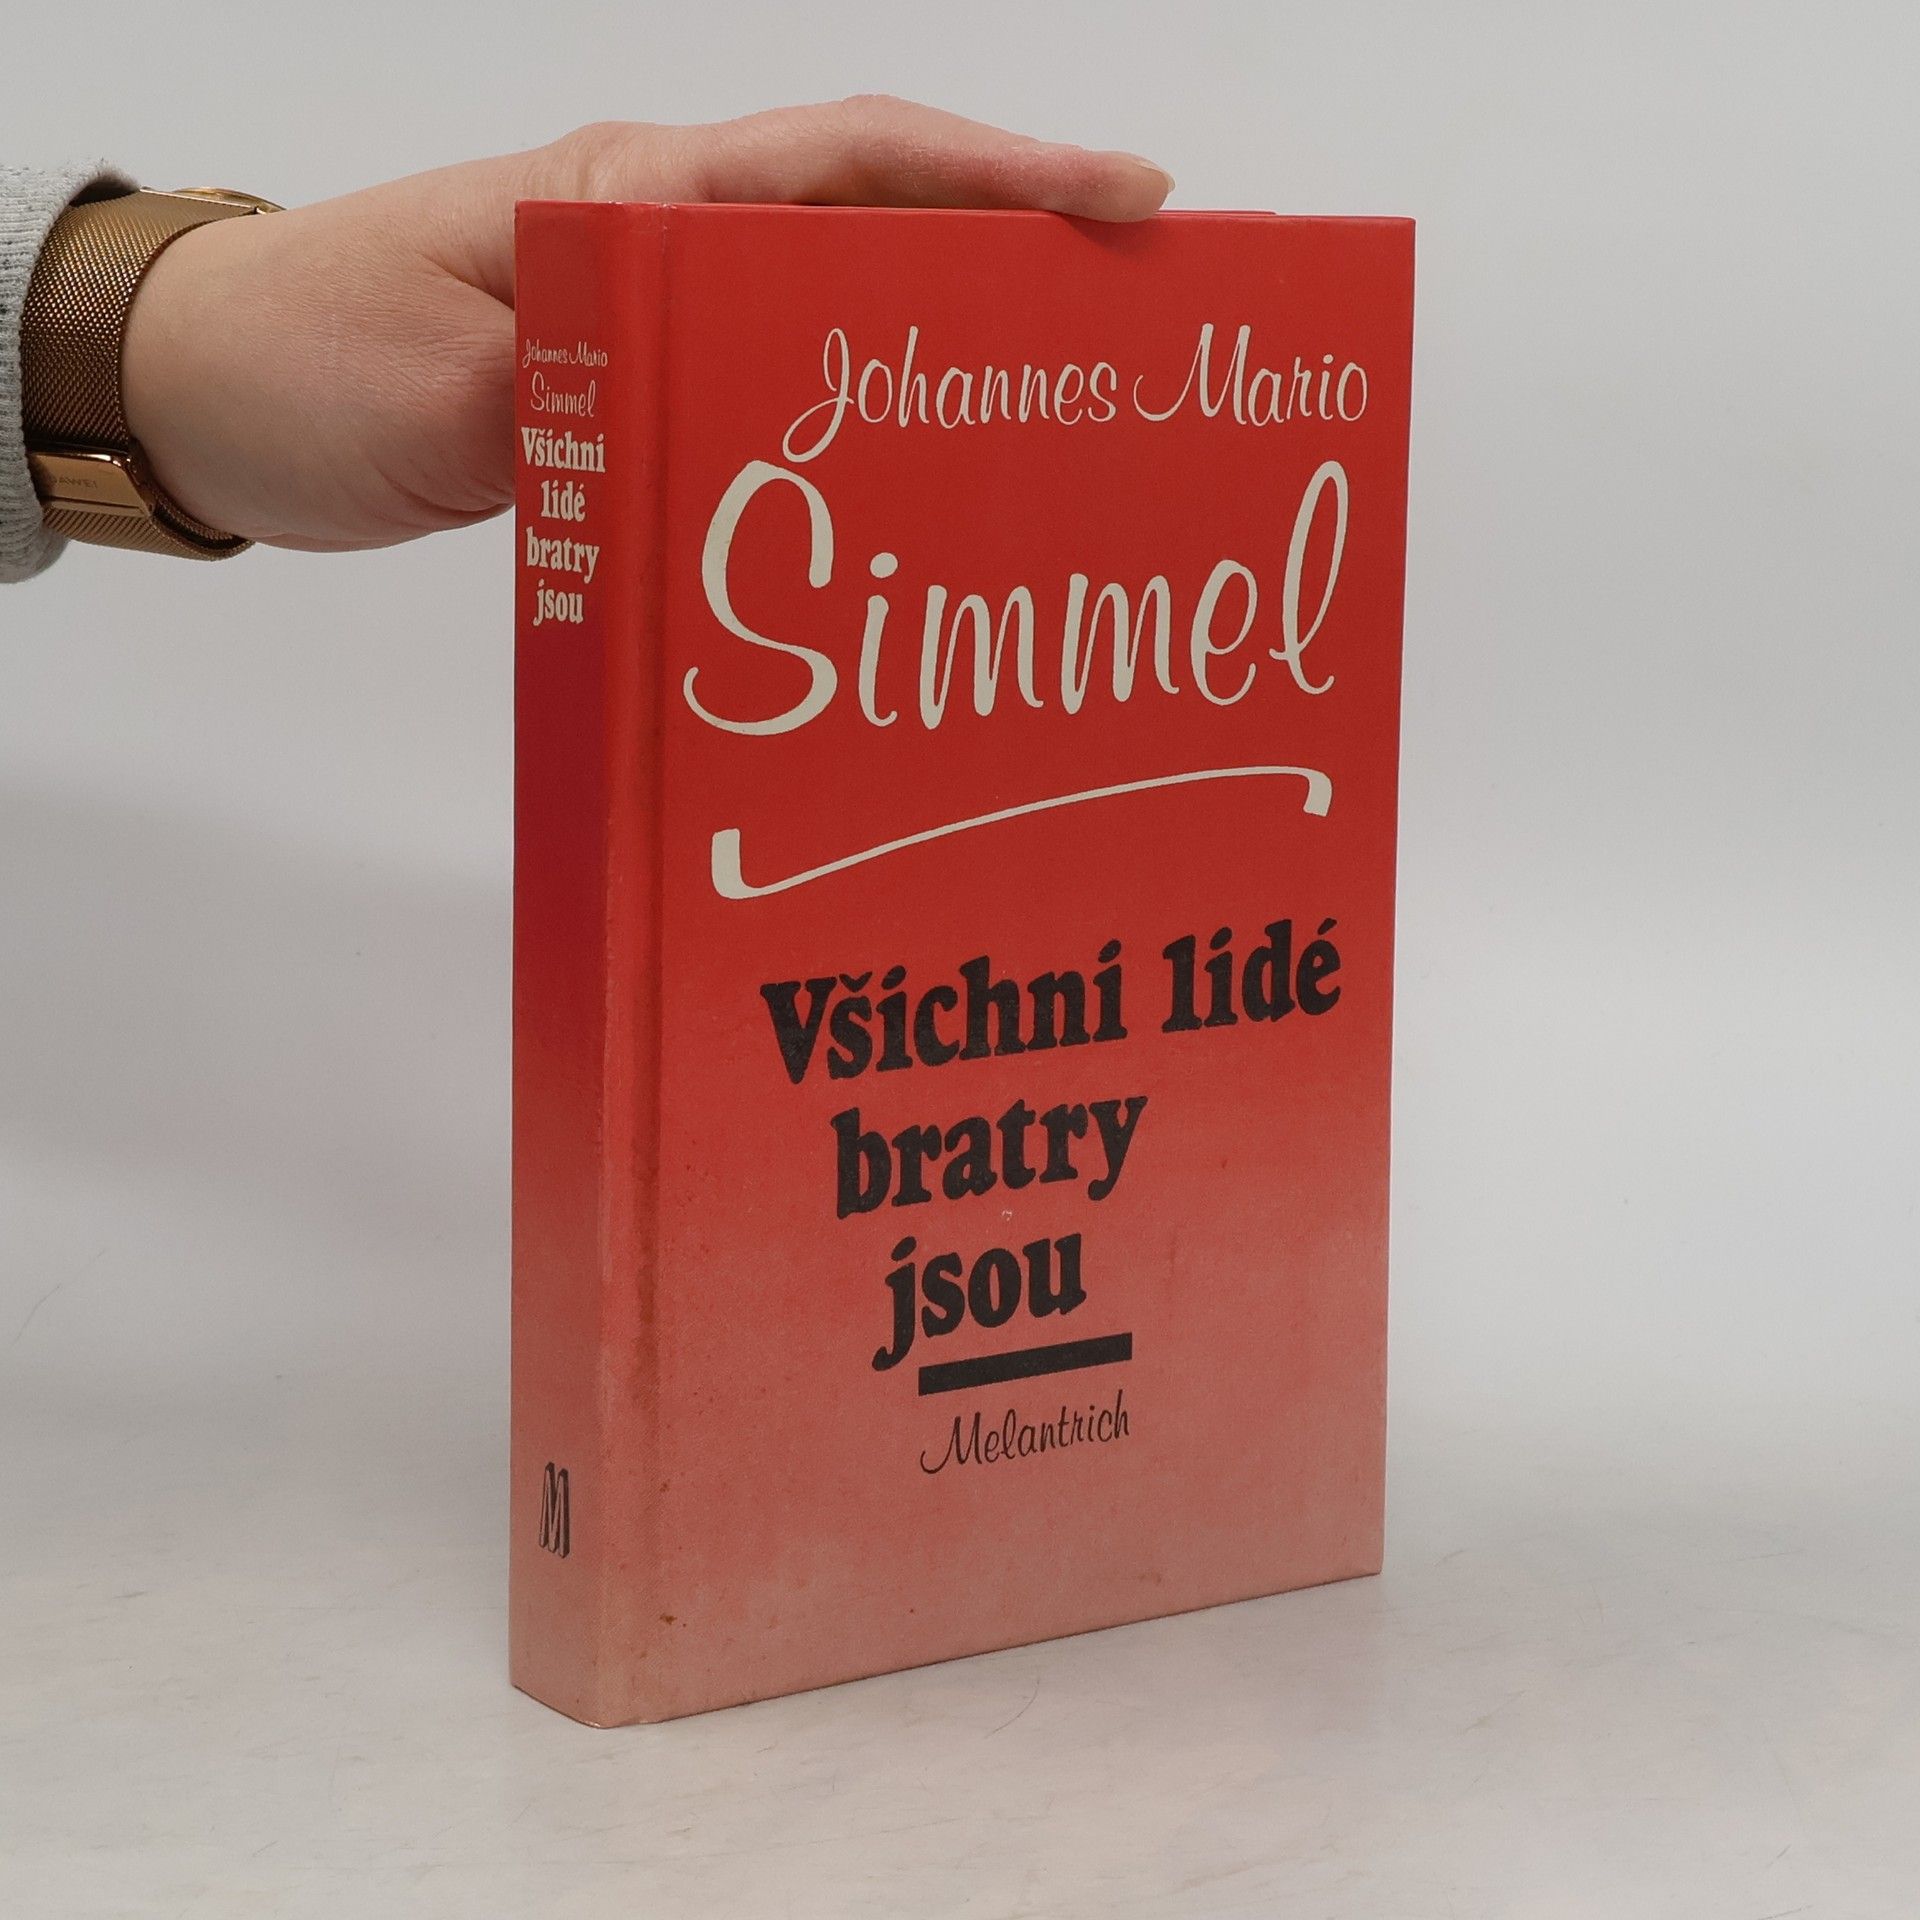 Johannes Mario
Simmel
Všichni
lidé
bratry
jsou
M
Johannes Mario
Simmel
Všichni lidé
bratry
jsou
Melantrich